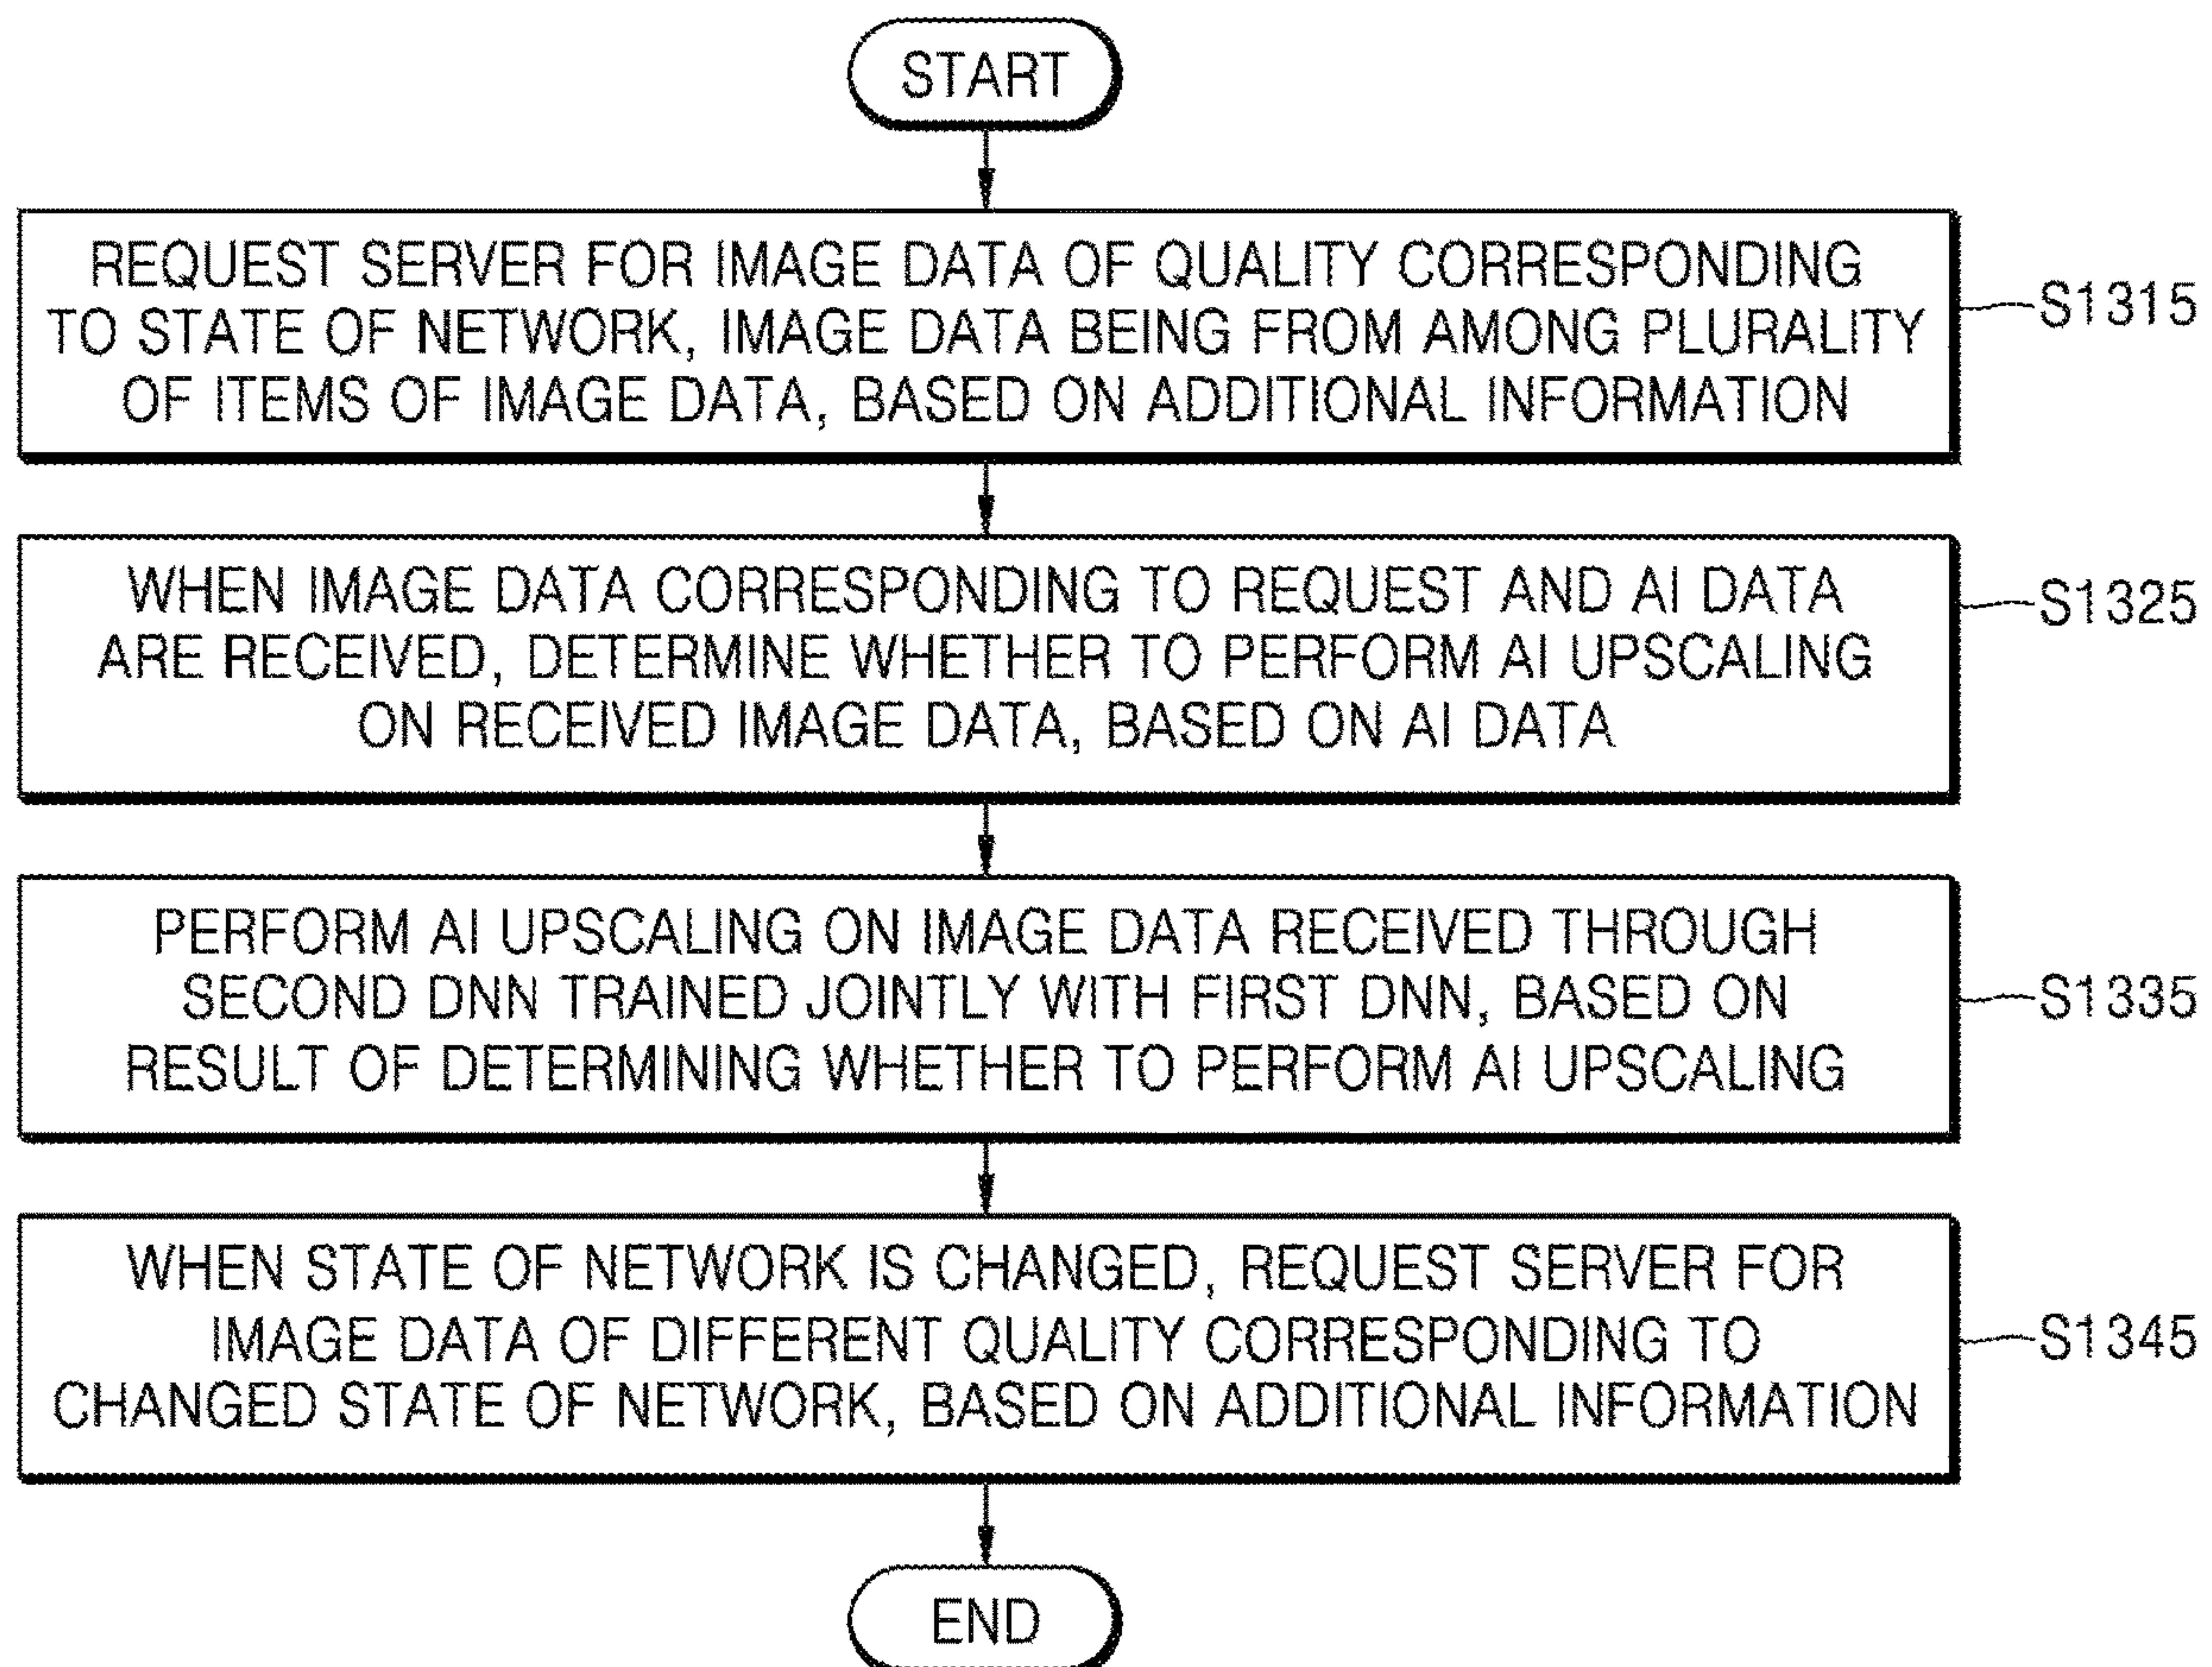 START
REQUEST SERVER FOR IMAGE DATA OF QUALITY CORRESPONDING
TO STATE OF NETWORK, IMAGE DATA BEING FROM AMONG PLURALITY
OF ITEMS OF IMAGE DATA, BASED ON ADDITIONAL INFORMATION
S1315
WHEN IMAGE DATA CORRESPONDING TO REQUEST AND AI DATA
ARE RECEIVED, DETERMINE WHETHER TO PERFORM AI UPSCALING
ON RECEIVED IMAGE DATA, BASED ON AI DATA
S1325
PERFORM AI UPSCALING ON IMAGE DATA RECEIVED THROUGH
SECOND DNN TRAINED JOINTLY WITH FIRST DNN, BASED ON
RESULT OF DETERMINING WHETHER TO PERFORM AI UPSCALING
S1335
WHEN STATE OF NETWORK IS CHANGED, REQUEST SERVER FOR
IMAGE DATA OF DIFFERENT QUALITY CORRESPONDING TO
CHANGED STATE OF NETWORK, BASED ON ADDITIONAL INFORMATION
S1345
END